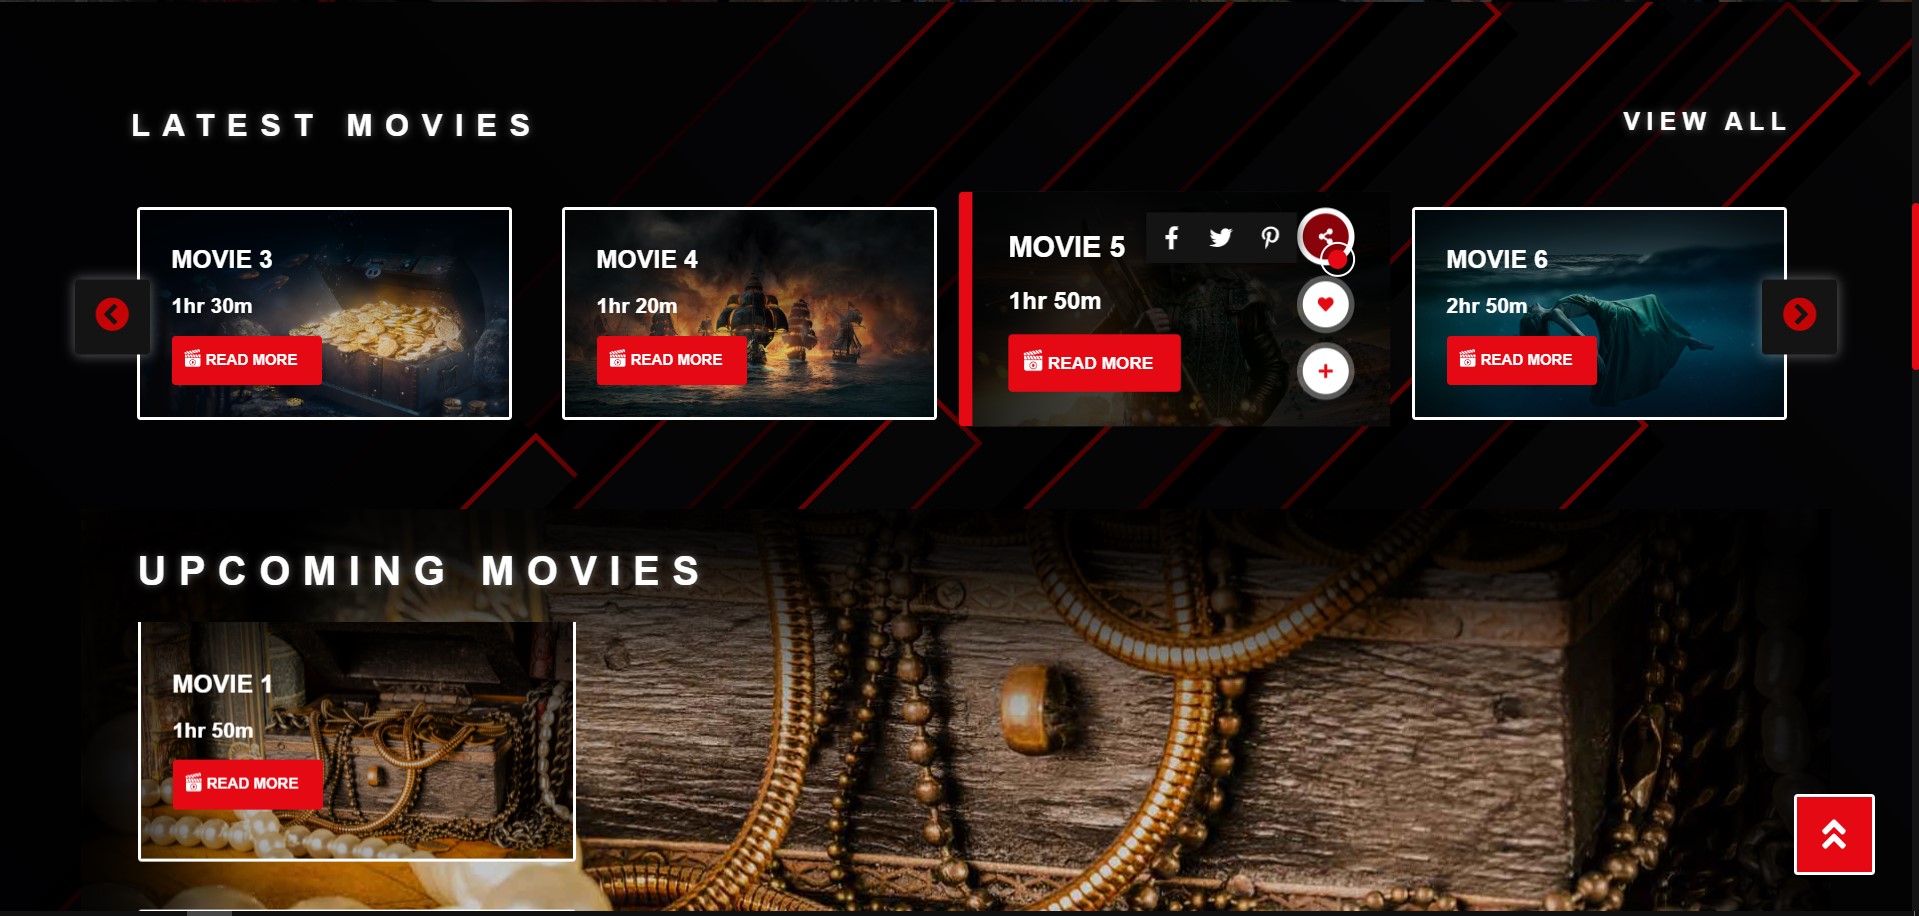 LATEST MOVIES
VIEW ALL
MOVIE 3
1hr 30m
READ MORE
MOVIE 4
1hr 20m
READ MORE
MOVIE 5
1hr 50m
READ MORE
MOVIE 6
2hr 50m
READ MORE
UPCOMING MOVIES
MOVIE 1
1hr 50m
READ MORE